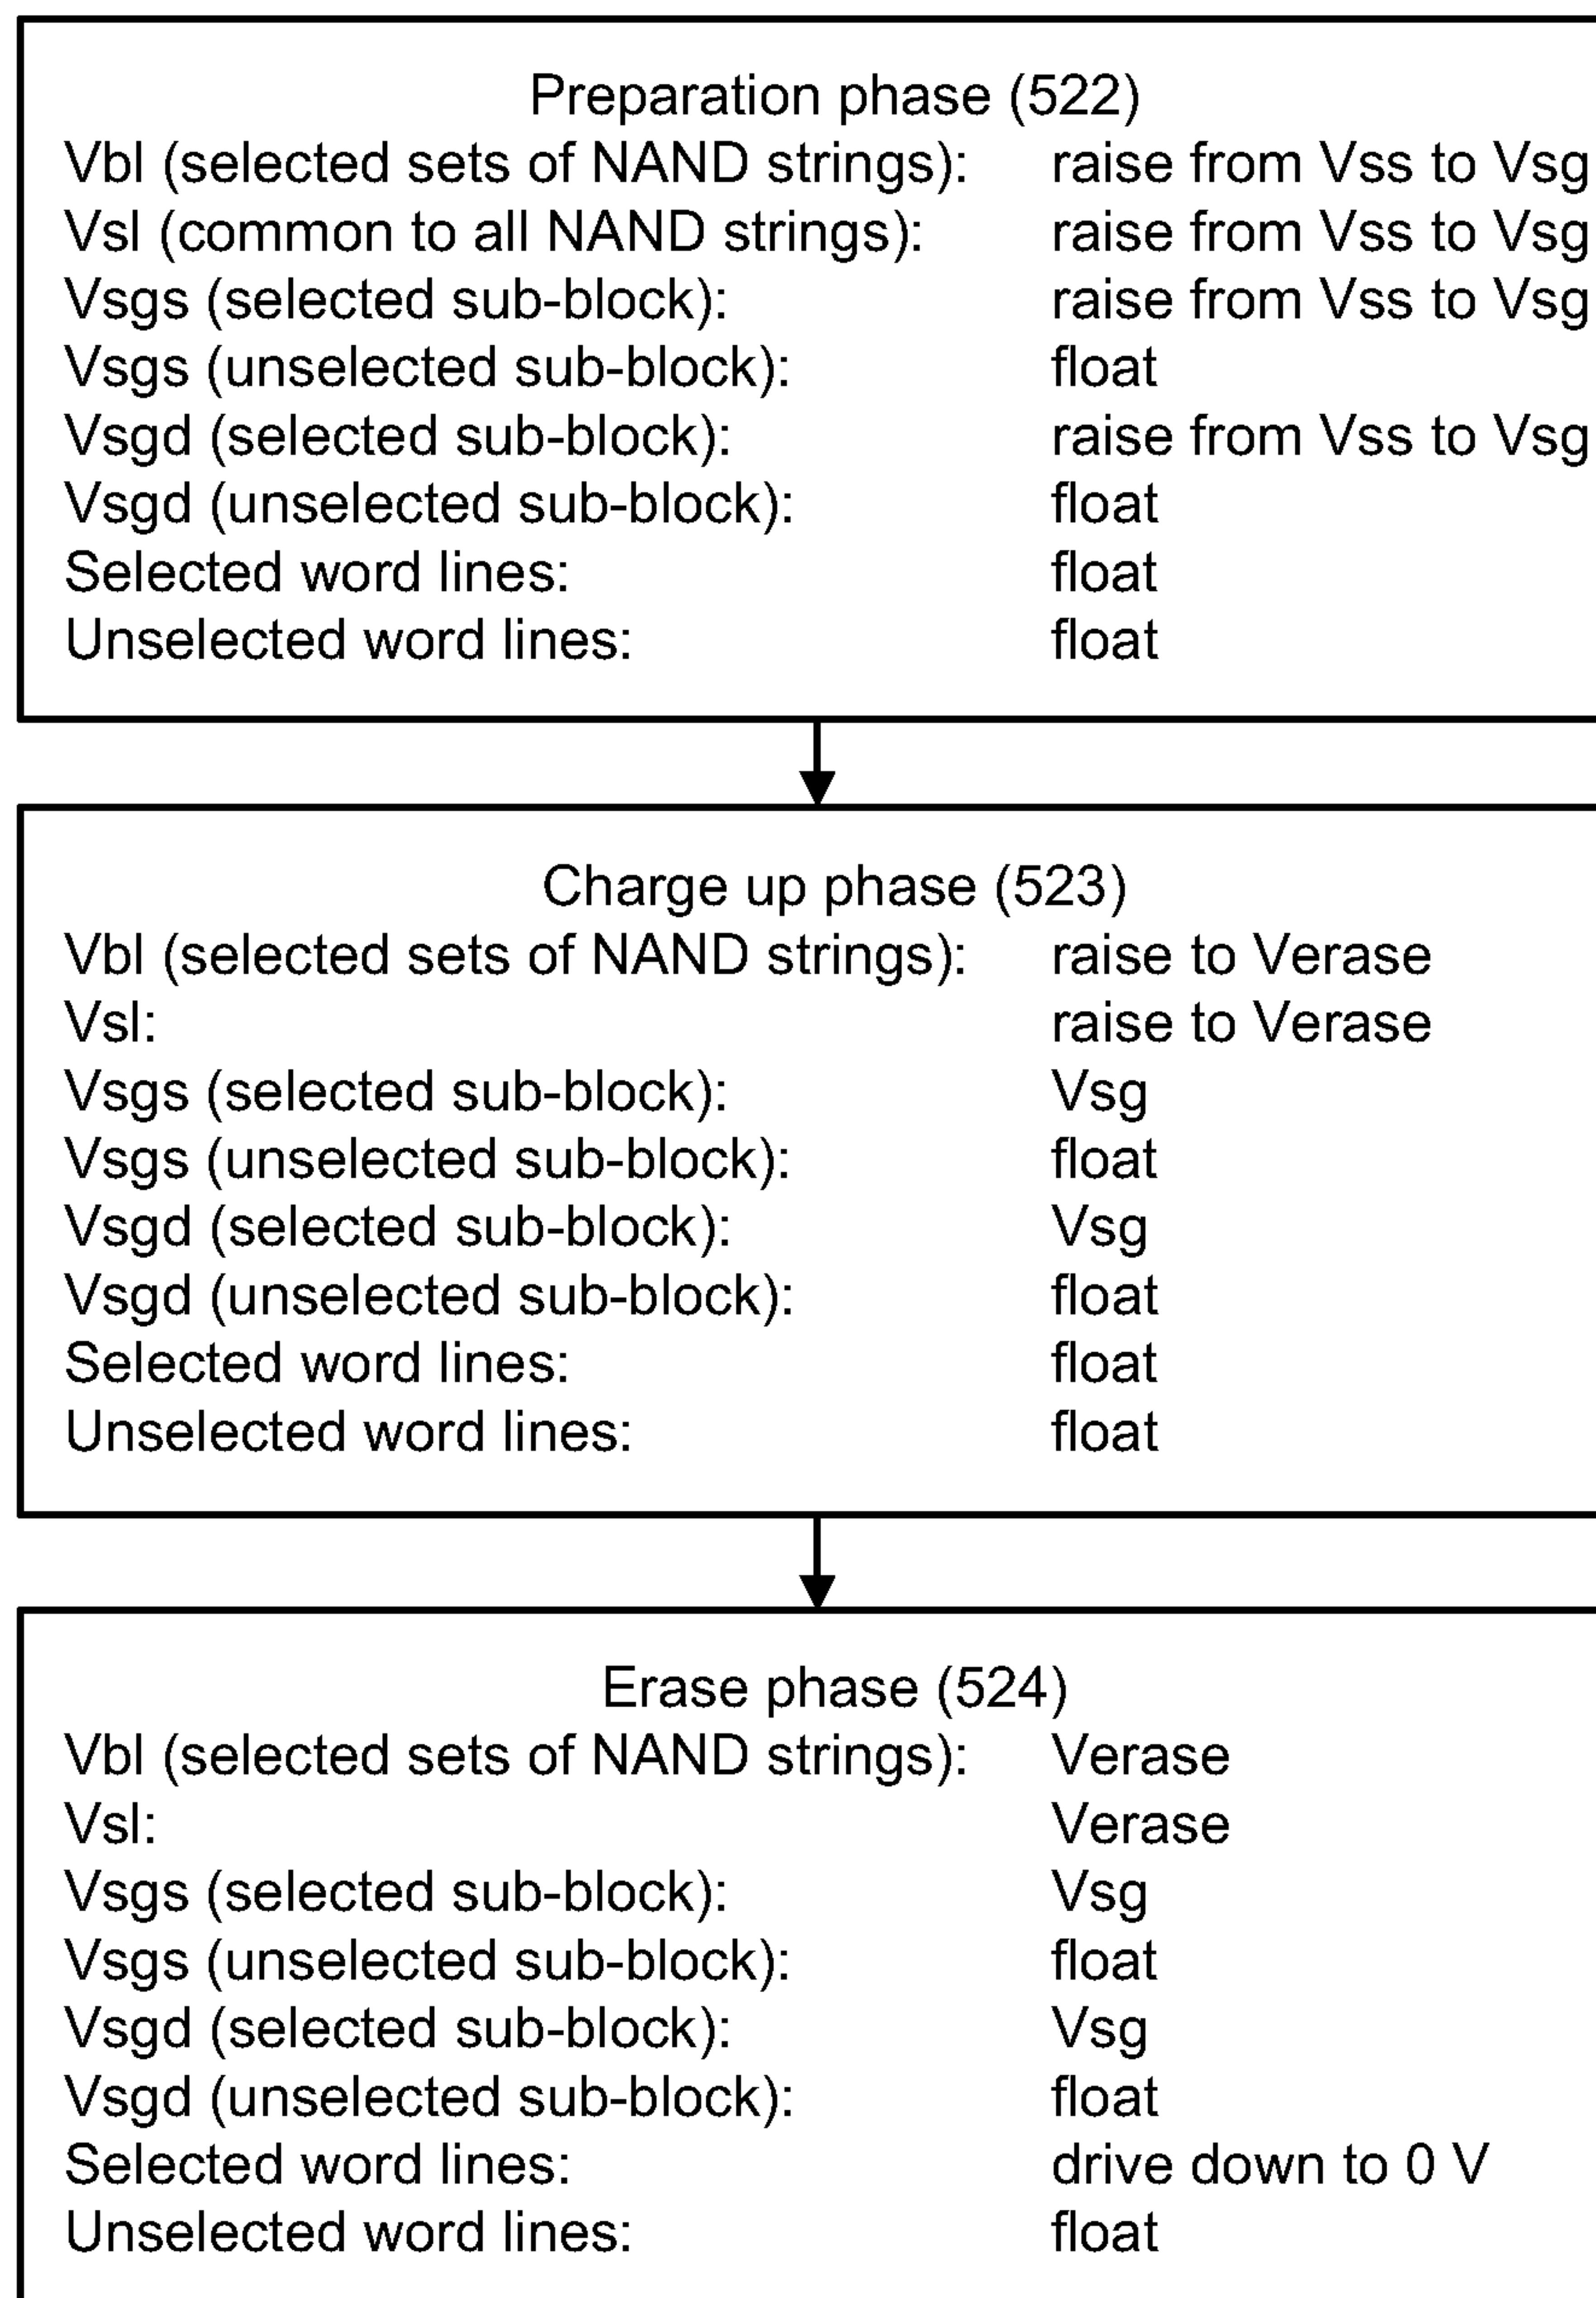 Preparation phase (522)
Vbl (selected sets of NAND strings): raise from Vss to Vsg
Vsl (common to all NAND strings): raise from Vss to Vsg
Vsgs (selected sub-block): raise from Vss to Vsg
Vsgs (unselected sub-block): float
Vsgd (selected sub-block): raise from Vss to Vsg
Vsgd (unselected sub-block): float
Selected word lines: float
Unselected word lines: float
Charge up phase (523)
Vbl (selected sets of NAND strings): raise to Verase
Vsl: raise to Verase
Vsgs (selected sub-block): Vsg
Vsgs (unselected sub-block): float
Vsgd (selected sub-block): Vsg
Vsgd (unselected sub-block): float
Selected word lines: float
Unselected word lines: float
Erase phase (524)
Vbl (selected sets of NAND strings): Verase
Vsl: Verase
Vsgs (selected sub-block): Vsg
Vsgs (unselected sub-block): float
Vsgd (selected sub-block): Vsg
Vsgd (unselected sub-block): float
Selected word lines: drive down to 0 V
Unselected word lines: float